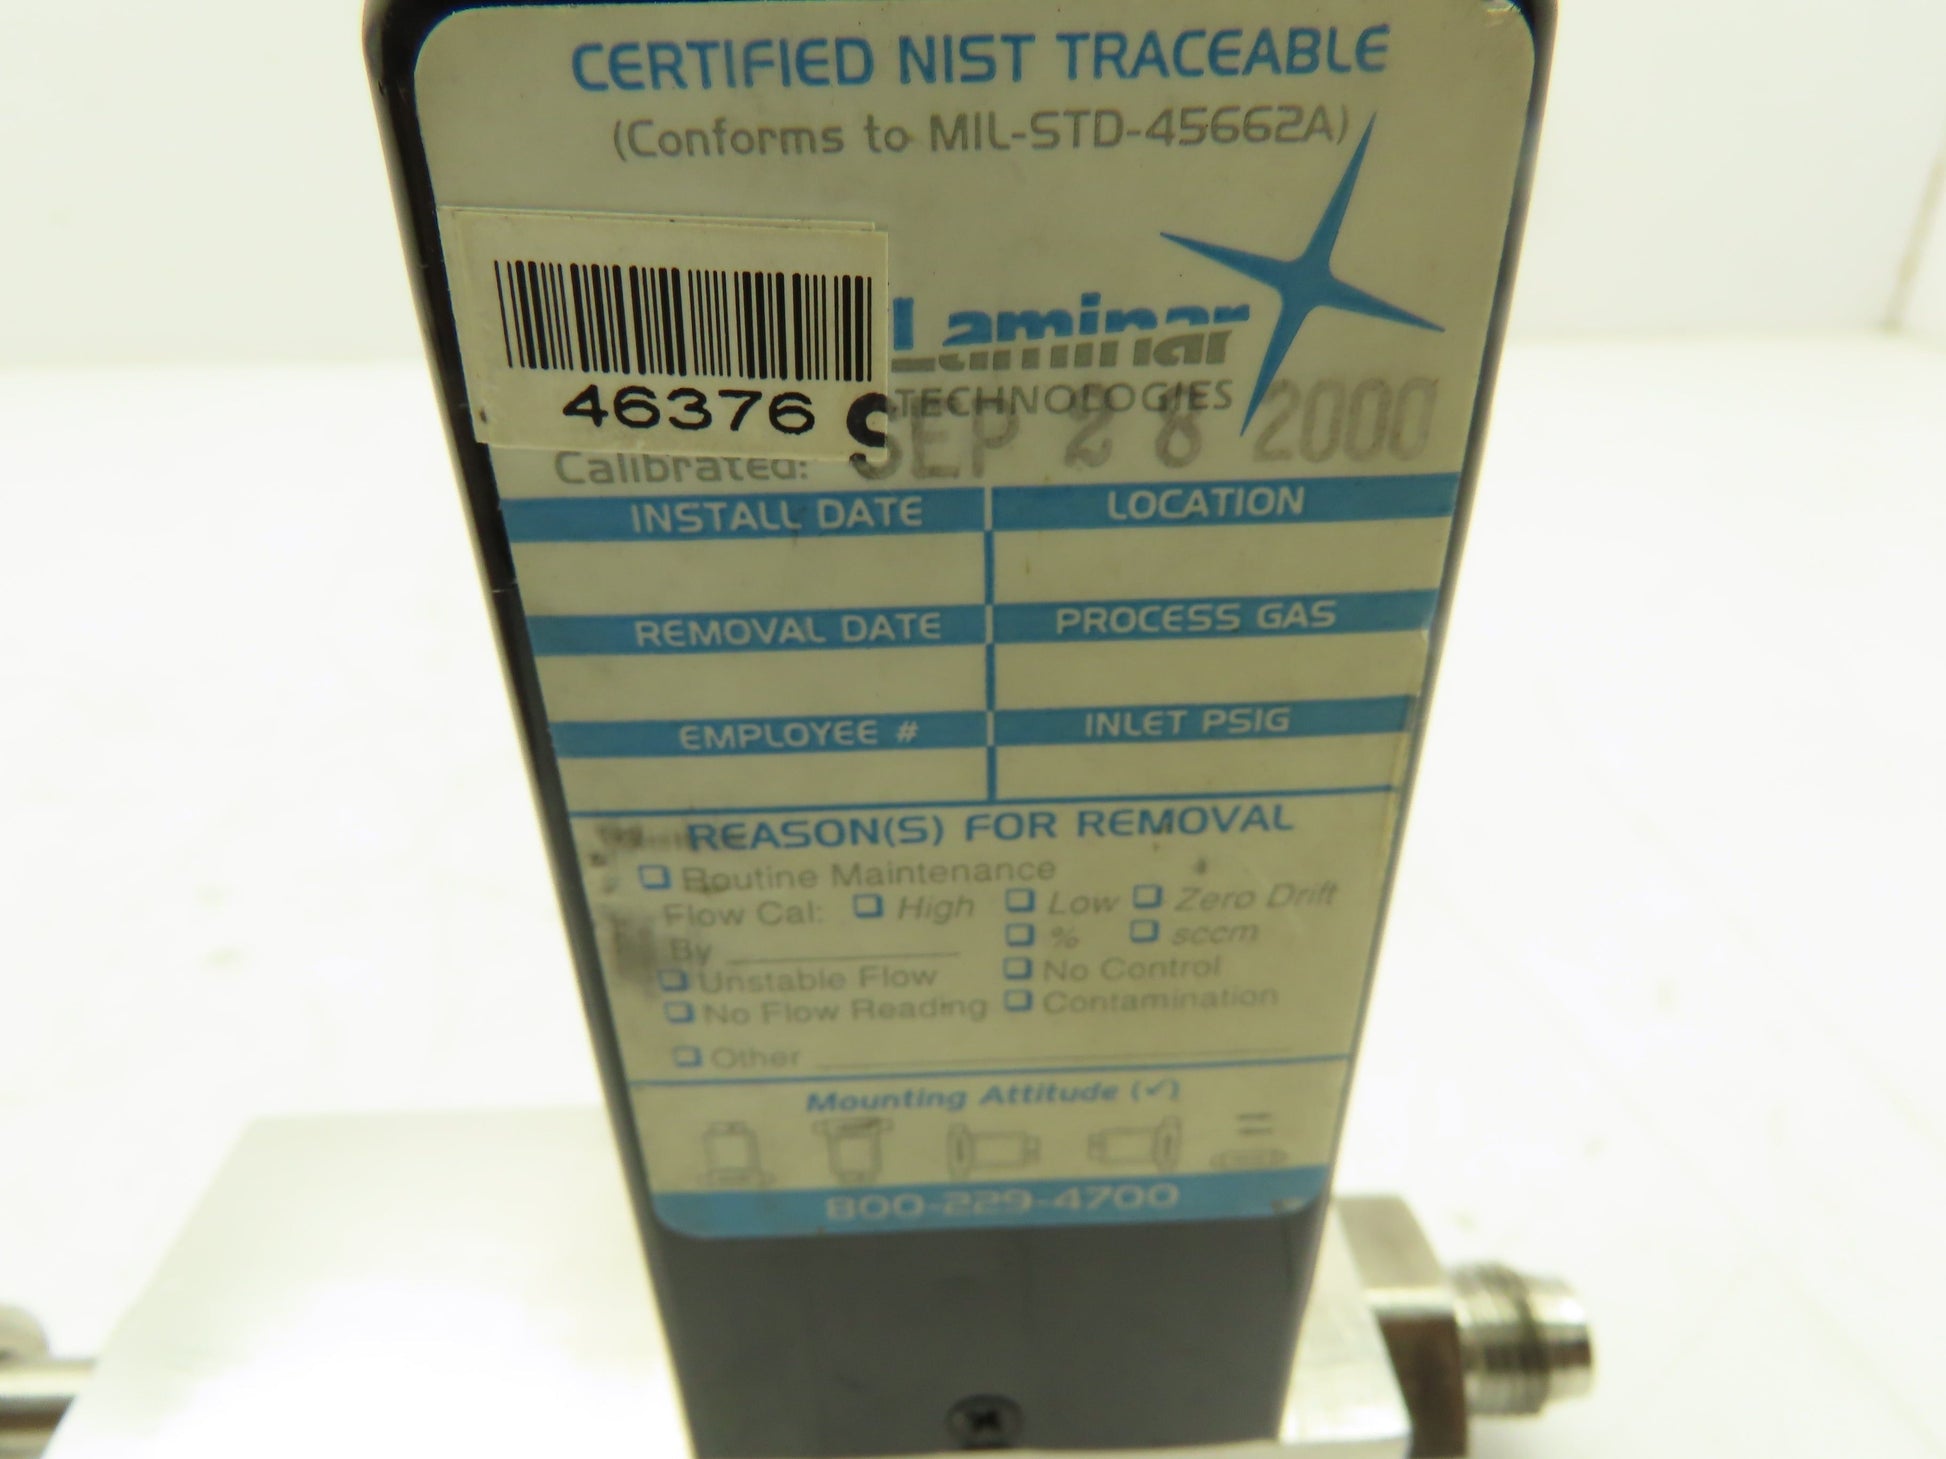 CERTIFIED NIST TRACEABLE
(Conforms to MIL-STD-45662A)
Laminar
TECHNOLOGIES
46376
Calibrated: SEP 28 2000
INSTALL DATE LOCATION
REMOVAL DATE PROCESS GAS
EMPLOYEE # INLET PSIG
REASON(S) FOR REMOVAL
Routine Maintenance
Flow Cal: High Low Zero Drift
By % sccm
Unstable Flow No Control
No Flow Reading Contamination
Other
Mounting Attitude (✓)
800-229-4700